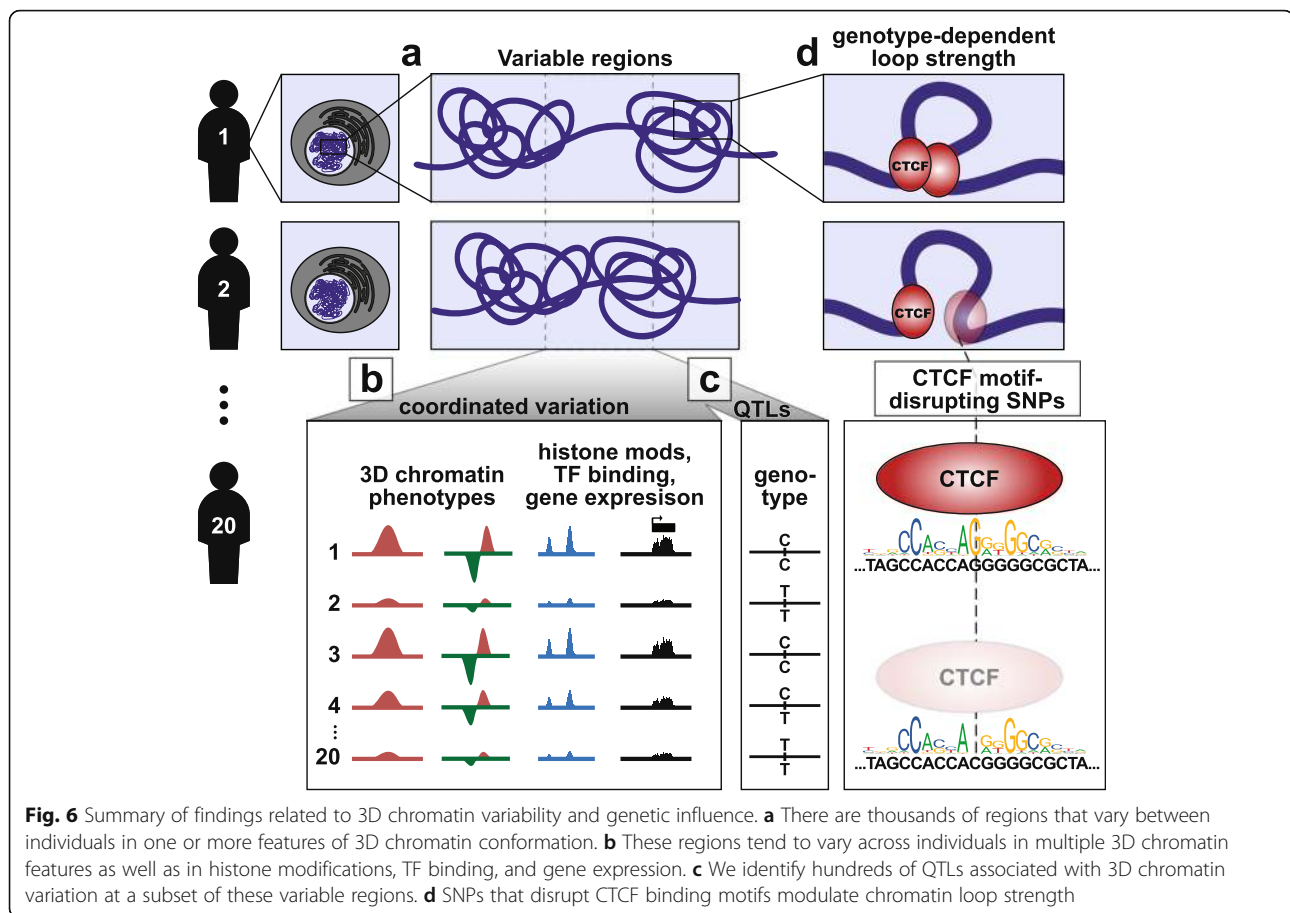 a
Variable regions
d
genotype-dependent
loop strength
1
CTCF
2
CTCF
b
coordinated variation
c
QTLs
CTCF motif-
disrupting SNPs
20
3D chromatin
phenotypes
histone mods,
TF binding,
gene expresison
geno-
type
1
2
3
4
20
C
C
T
T
C
C
C
T
T
T
CTCF
...TAGCCACCAGGGGGCGCTA...
CTCF
...TAGCCACCACGGGGCGCTA...
Fig. 6 Summary of findings related to 3D chromatin variability and genetic influence. a There are thousands of regions that vary between
individuals in one or more features of 3D chromatin conformation. b These regions tend to vary across individuals in multiple 3D chromatin
features as well as in histone modifications, TF binding, and gene expression. c We identify hundreds of QTLs associated with 3D chromatin
variation at a subset of these variable regions. d SNPs that disrupt CTCF binding motifs modulate chromatin loop strength